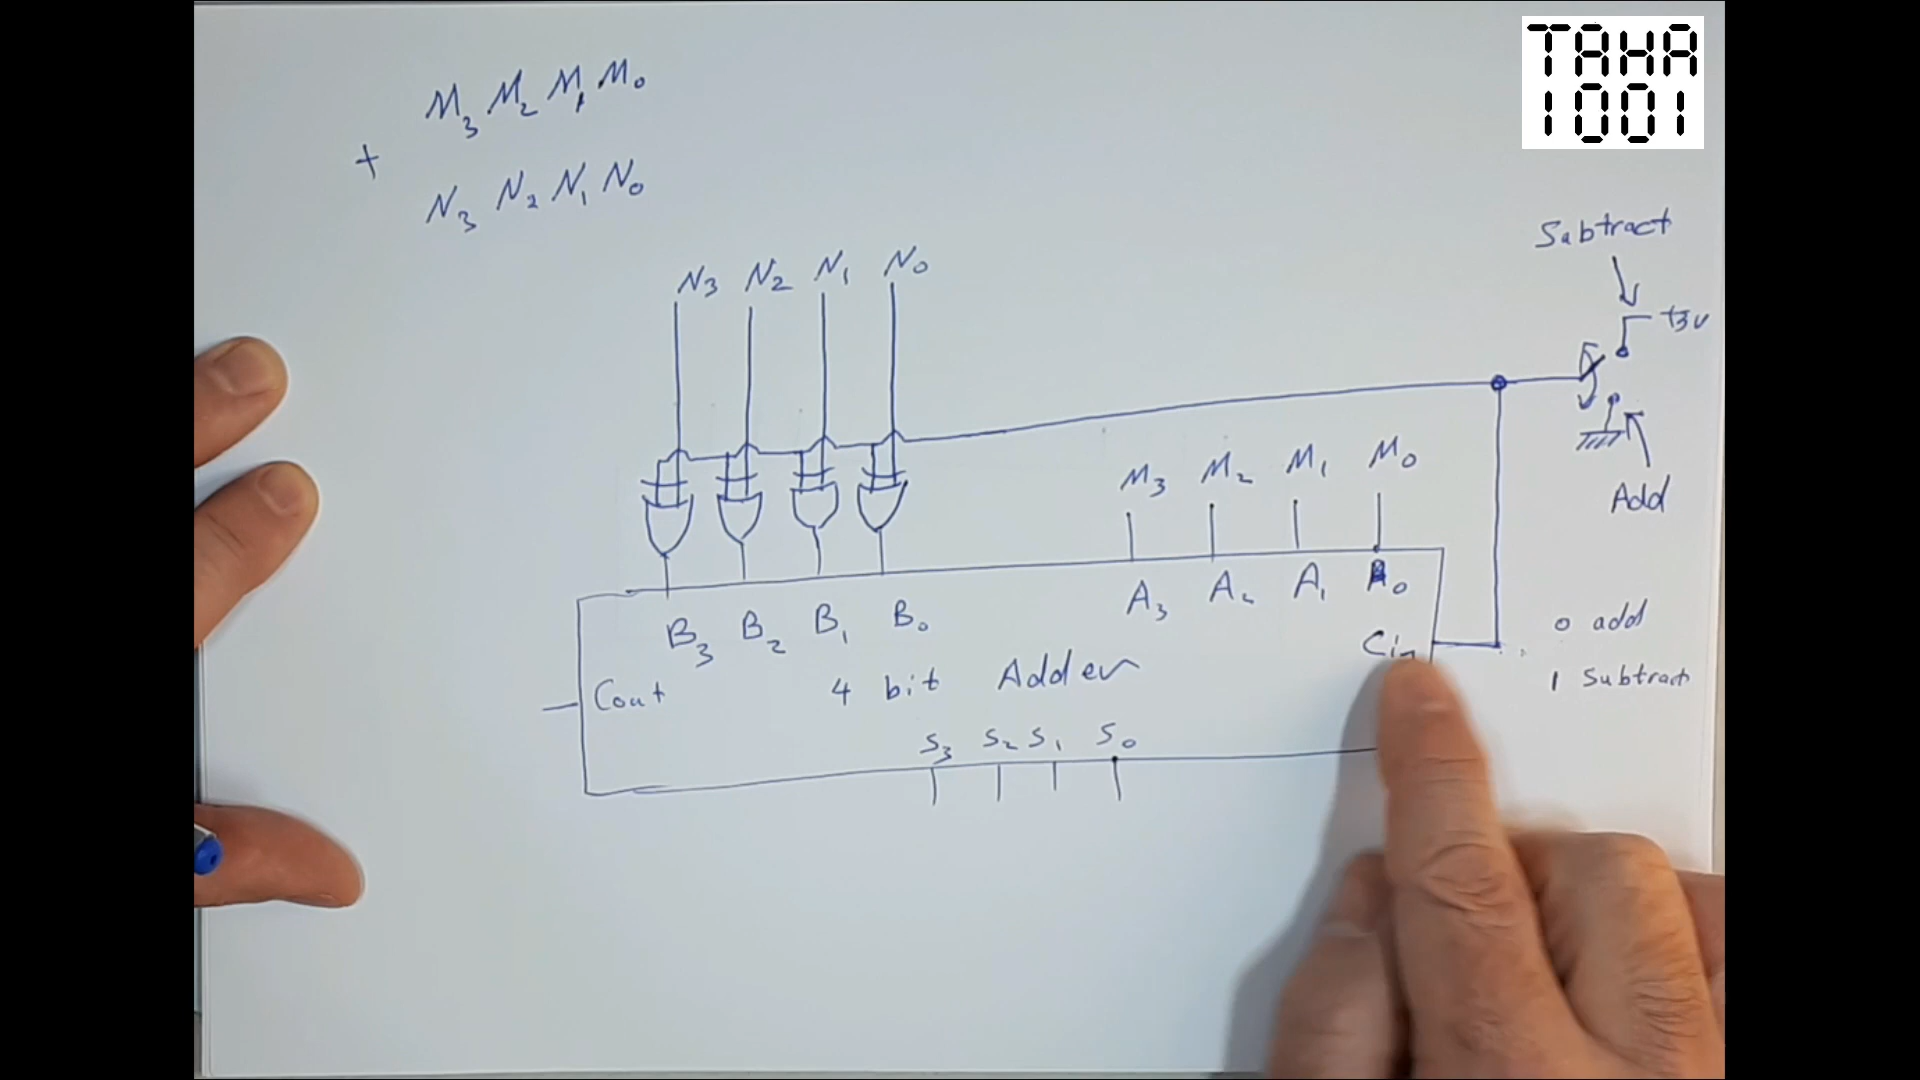 TAHA
1001
M3 M2 M1 M0
+
N3 N2 N1 N0
Subtract
N3 N2 N1 N0
+3v
M3 M2 M1 M0
Add
A3 A2 A1 A0
B3 B2 B1 B0
0 add
Cin
1 Subtract
Cout 4 bit Adder
S3 S2 S1 S0